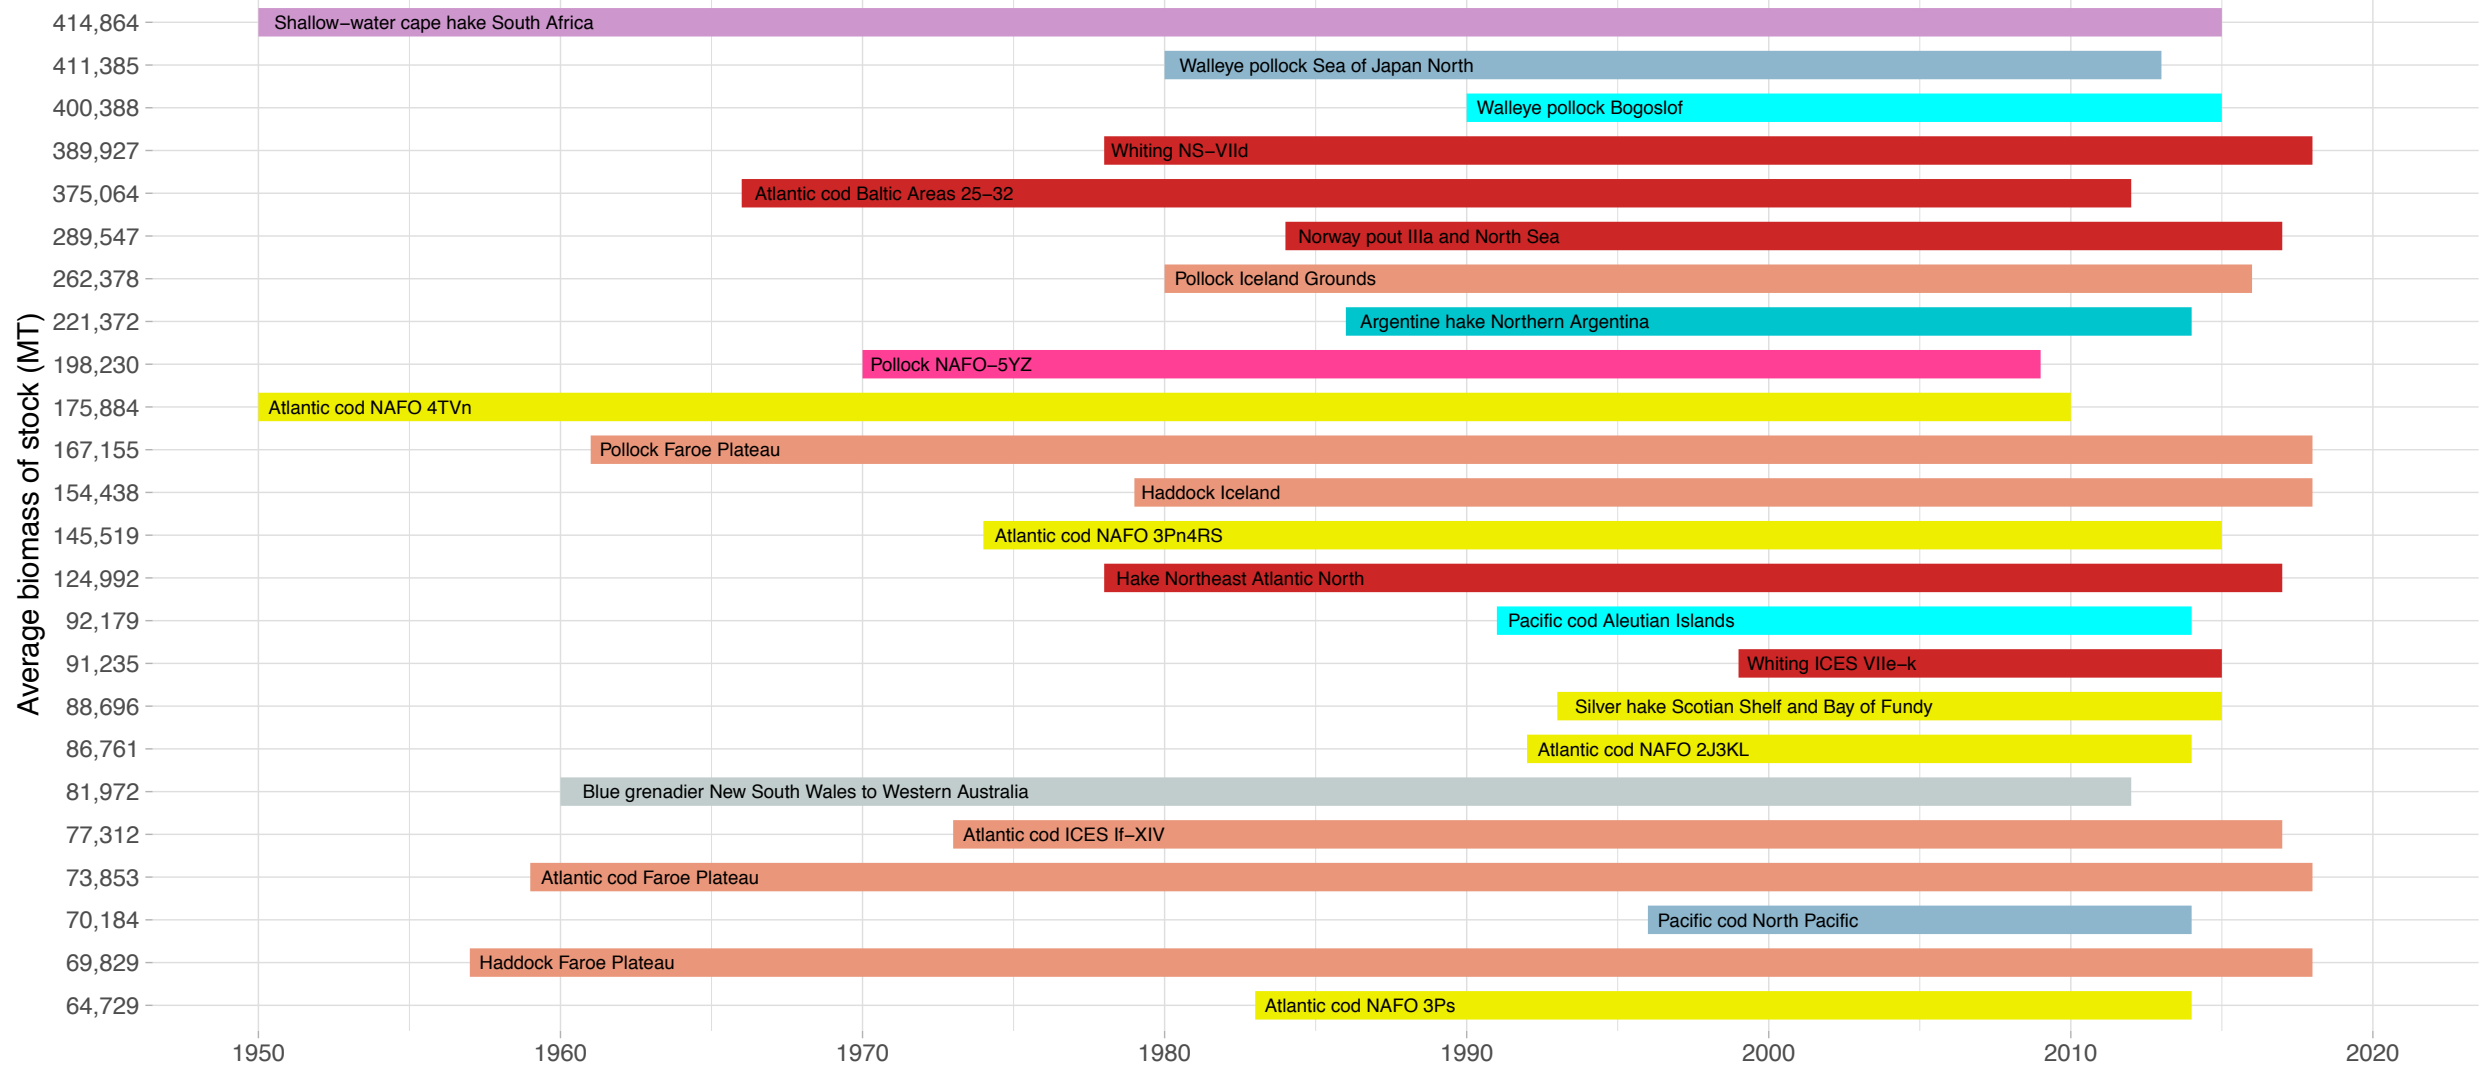 414,864 Shallow–water cape hake South Africa
411,385 Walleye pollock Sea of Japan North
400,388 Walleye pollock Bogoslof
389,927 Whiting NS–VIId
375,064 Atlantic cod Baltic Areas 25–32
289,547 Norway pout IIIa and North Sea
262,378 Pollock Iceland Grounds
221,372 Argentine hake Northern Argentina
198,230 Pollock NAFO–5YZ
175,884 Atlantic cod NAFO 4TVn
167,155 Pollock Faroe Plateau
154,438 Haddock Iceland
145,519 Atlantic cod NAFO 3Pn4RS
124,992 Hake Northeast Atlantic North
92,179 Pacific cod Aleutian Islands
91,235 Whiting ICES VIIe–k
88,696 Silver hake Scotian Shelf and Bay of Fundy
86,761 Atlantic cod NAFO 2J3KL
81,972 Blue grenadier New South Wales to Western Australia
77,312 Atlantic cod ICES If–XIV
73,853 Atlantic cod Faroe Plateau
70,184 Pacific cod North Pacific
69,829 Haddock Faroe Plateau
64,729 Atlantic cod NAFO 3Ps
Average biomass of stock (MT)
1950 1960 1970 1980 1990 2000 2010 2020